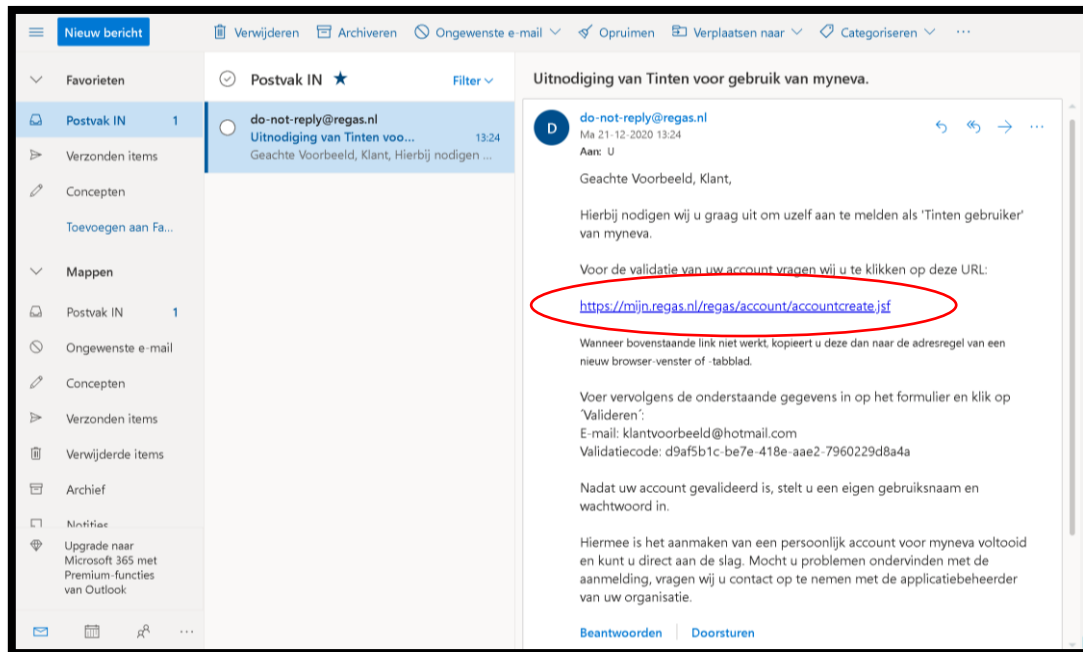 Nieuw bericht
Verwijderen Archiveren Ongewenste e-mail Opruimen Verplaatsen naar Categoriseren ...
Favorieten
Postvak IN 1
Verzonden items
Concepten
Toevoegen aan Fa...
Mappen
Postvak IN 1
Ongewenste e-mail
Concepten
Verzonden items
Verwijderde items
Archief
Notities
Upgrade naar
Microsoft 365 met
Premium-functies
van Outlook
...
Postvak IN ★ Filter
do-not-reply@regas.nl
Uitnodiging van Tinten voo... 13:24
Geachte Voorbeeld, Klant, Hierbij nodigen ...
Uitnodiging van Tinten voor gebruik van myneva.
D
do-not-reply@regas.nl
Ma 21-12-2020 13:24
Aan: U
...
Geachte Voorbeeld, Klant,
Hierbij nodigen wij u graag uit om uzelf aan te melden als 'Tinten gebruiker'
van myneva.
Voor de validatie van uw account vragen wij u te klikken op deze URL:
https://mijn.regas.nl/regas/account/accountcreate.jsf
Wanneer bovenstaande link niet werkt, kopieert u deze dan naar de adresregel van een
nieuw browser-venster of -tabblad.
Voer vervolgens de onderstaande gegevens in op het formulier en klik op
´Valideren´:
E-mail: klantvoorbeeld@hotmail.com
Validatiecode: d9af5b1c-be7e-418e-aae2-7960229d8a4a
Nadat uw account gevalideerd is, stelt u een eigen gebruiksnaam en
wachtwoord in.
Hiermee is het aanmaken van een persoonlijk account voor myneva voltooid
en kunt u direct aan de slag. Mocht u problemen ondervinden met de
aanmelding, vragen wij u contact op te nemen met de applicatiebeheerder
van uw organisatie.
Beantwoorden Doorsturen